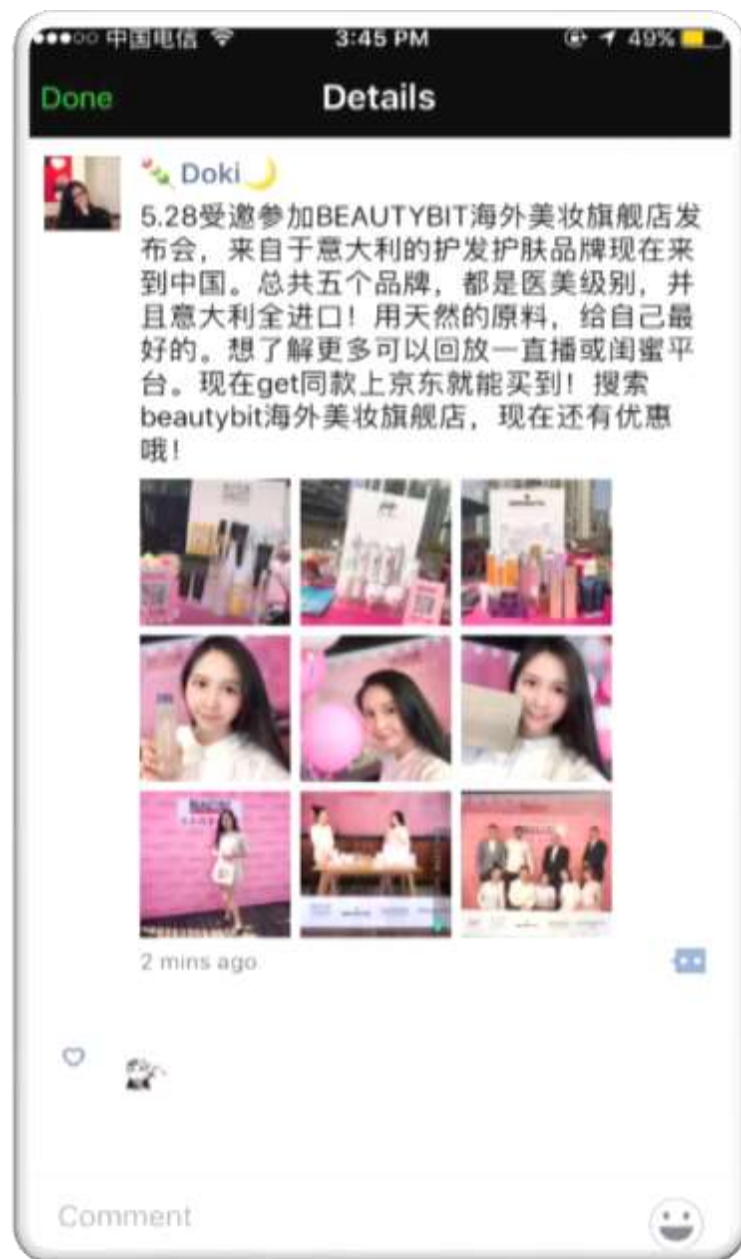 中国电信 3:45 PM 49%
Done Details
Doki
5.28受邀参加BEAUTYBIT海外美妆旗舰店发
布会，来自于意大利的护发护肤品牌现在来
到中国。总共五个品牌，都是医美级别，并
且意大利全进口！用天然的原料，给自己最
好的。想了解更多可以回放一直播或闺蜜平
台。现在get同款上京东就能买到！搜索
beautybit海外美妆旗舰店，现在还有优惠
哦！
2 mins ago
Comment